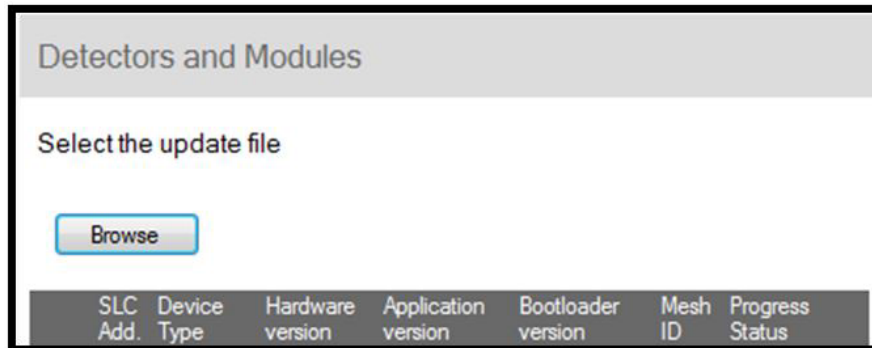 Detectors and Modules
Select the update file
Browse
SLC Device Hardware Application Bootloader Mesh Progress
Add. Type version version version ID Status